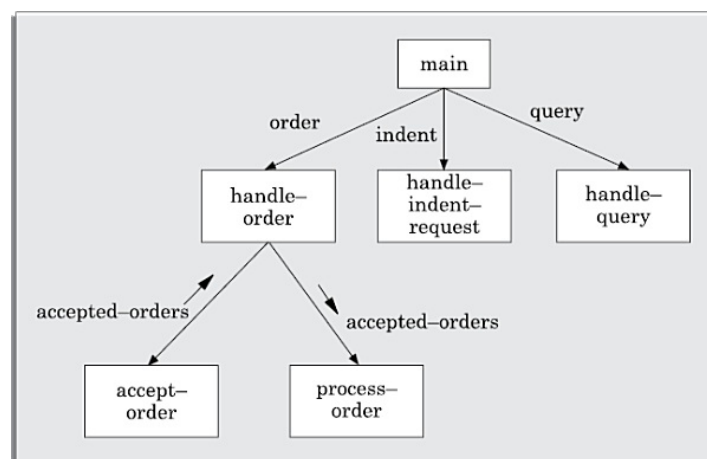 main
order
indent
query
handle–
order
handle–
indent–
request
handle–
query
accepted–orders
accepted–orders
accept–
order
process–
order